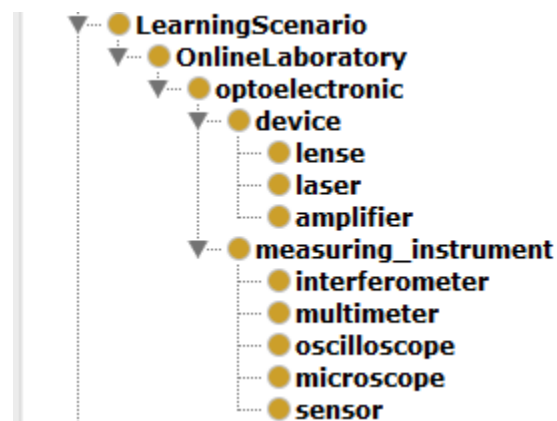 LearningScenario
OnlineLaboratory
optoelectronic
device
lense
laser
amplifier
measuring_instrument
interferometer
multimeter
oscilloscope
microscope
sensor